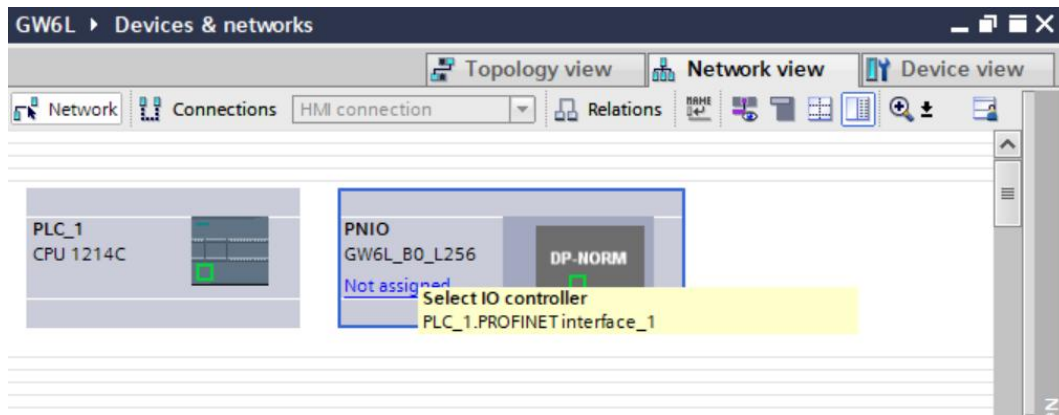 GW6L ▸ Devices & networks
Topology view
Network view
Device view
Network
Connections
HMI connection
Relations
PLC_1
CPU 1214C
PNIO
GW6L_B0_L256
Not assigned
DP-NORM
Select IO controller
PLC_1.PROFINET interface_1